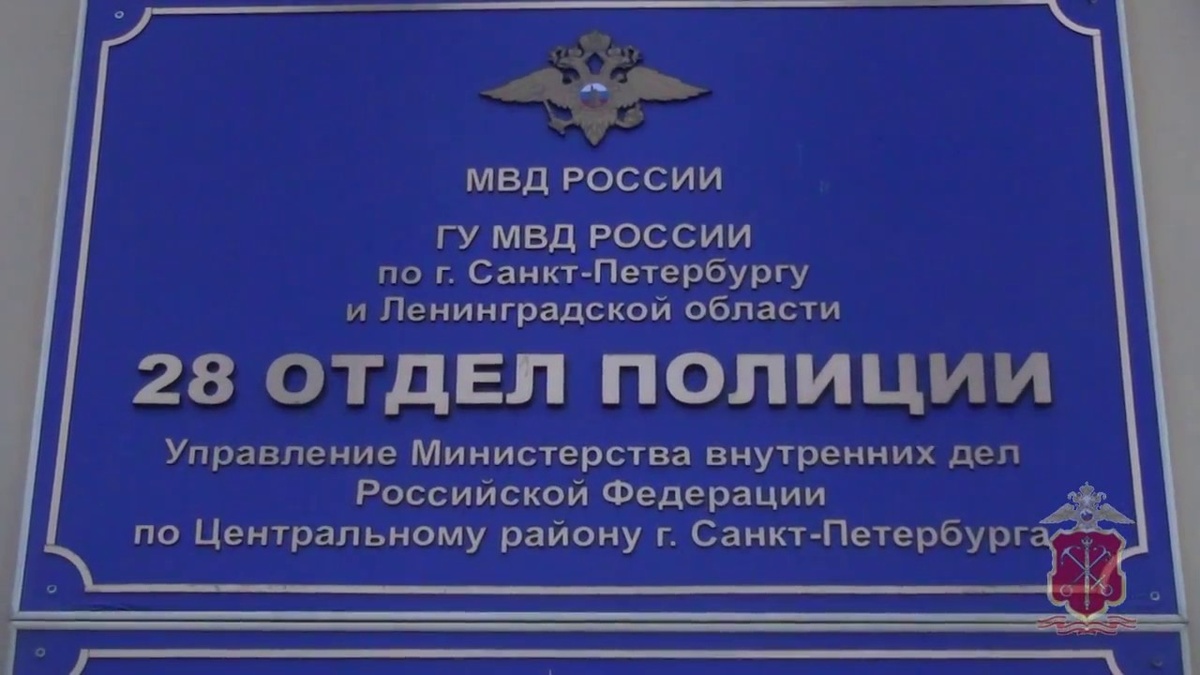 МВД РОССИИ
ГУ МВД РОССИИ
по г. Санкт-Петербургу
и Ленинградской области
28 ОТДЕЛ ПОЛИЦИИ
Управление Министерства внутренних дел
Российской Федерации
по Центральному району г. Санкт-Петербурга